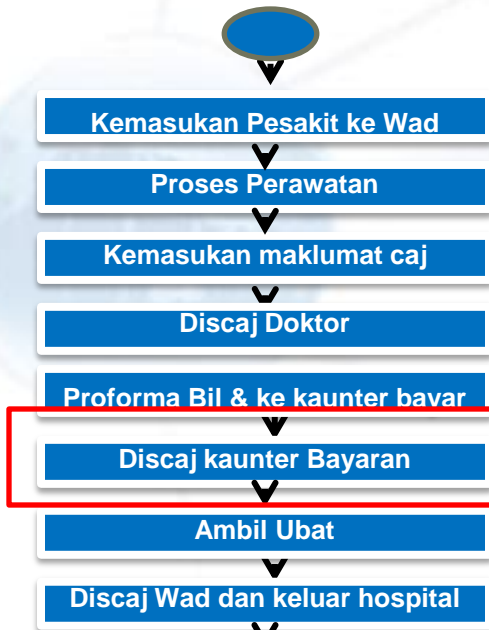 Kemasukan Pesakit ke Wad
Proses Perawatan
Kemasukan maklumat caj
Discaj Doktor
Proforma Bil & ke kaunter bayar
Discaj kaunter Bayaran
Ambil Ubat
Discaj Wad dan keluar hospital